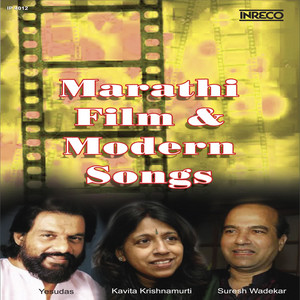 INRECO
Marathi
Film &
Modern
Songs
Yesudas
Kavita Krishnamurti
Suresh Wadekar